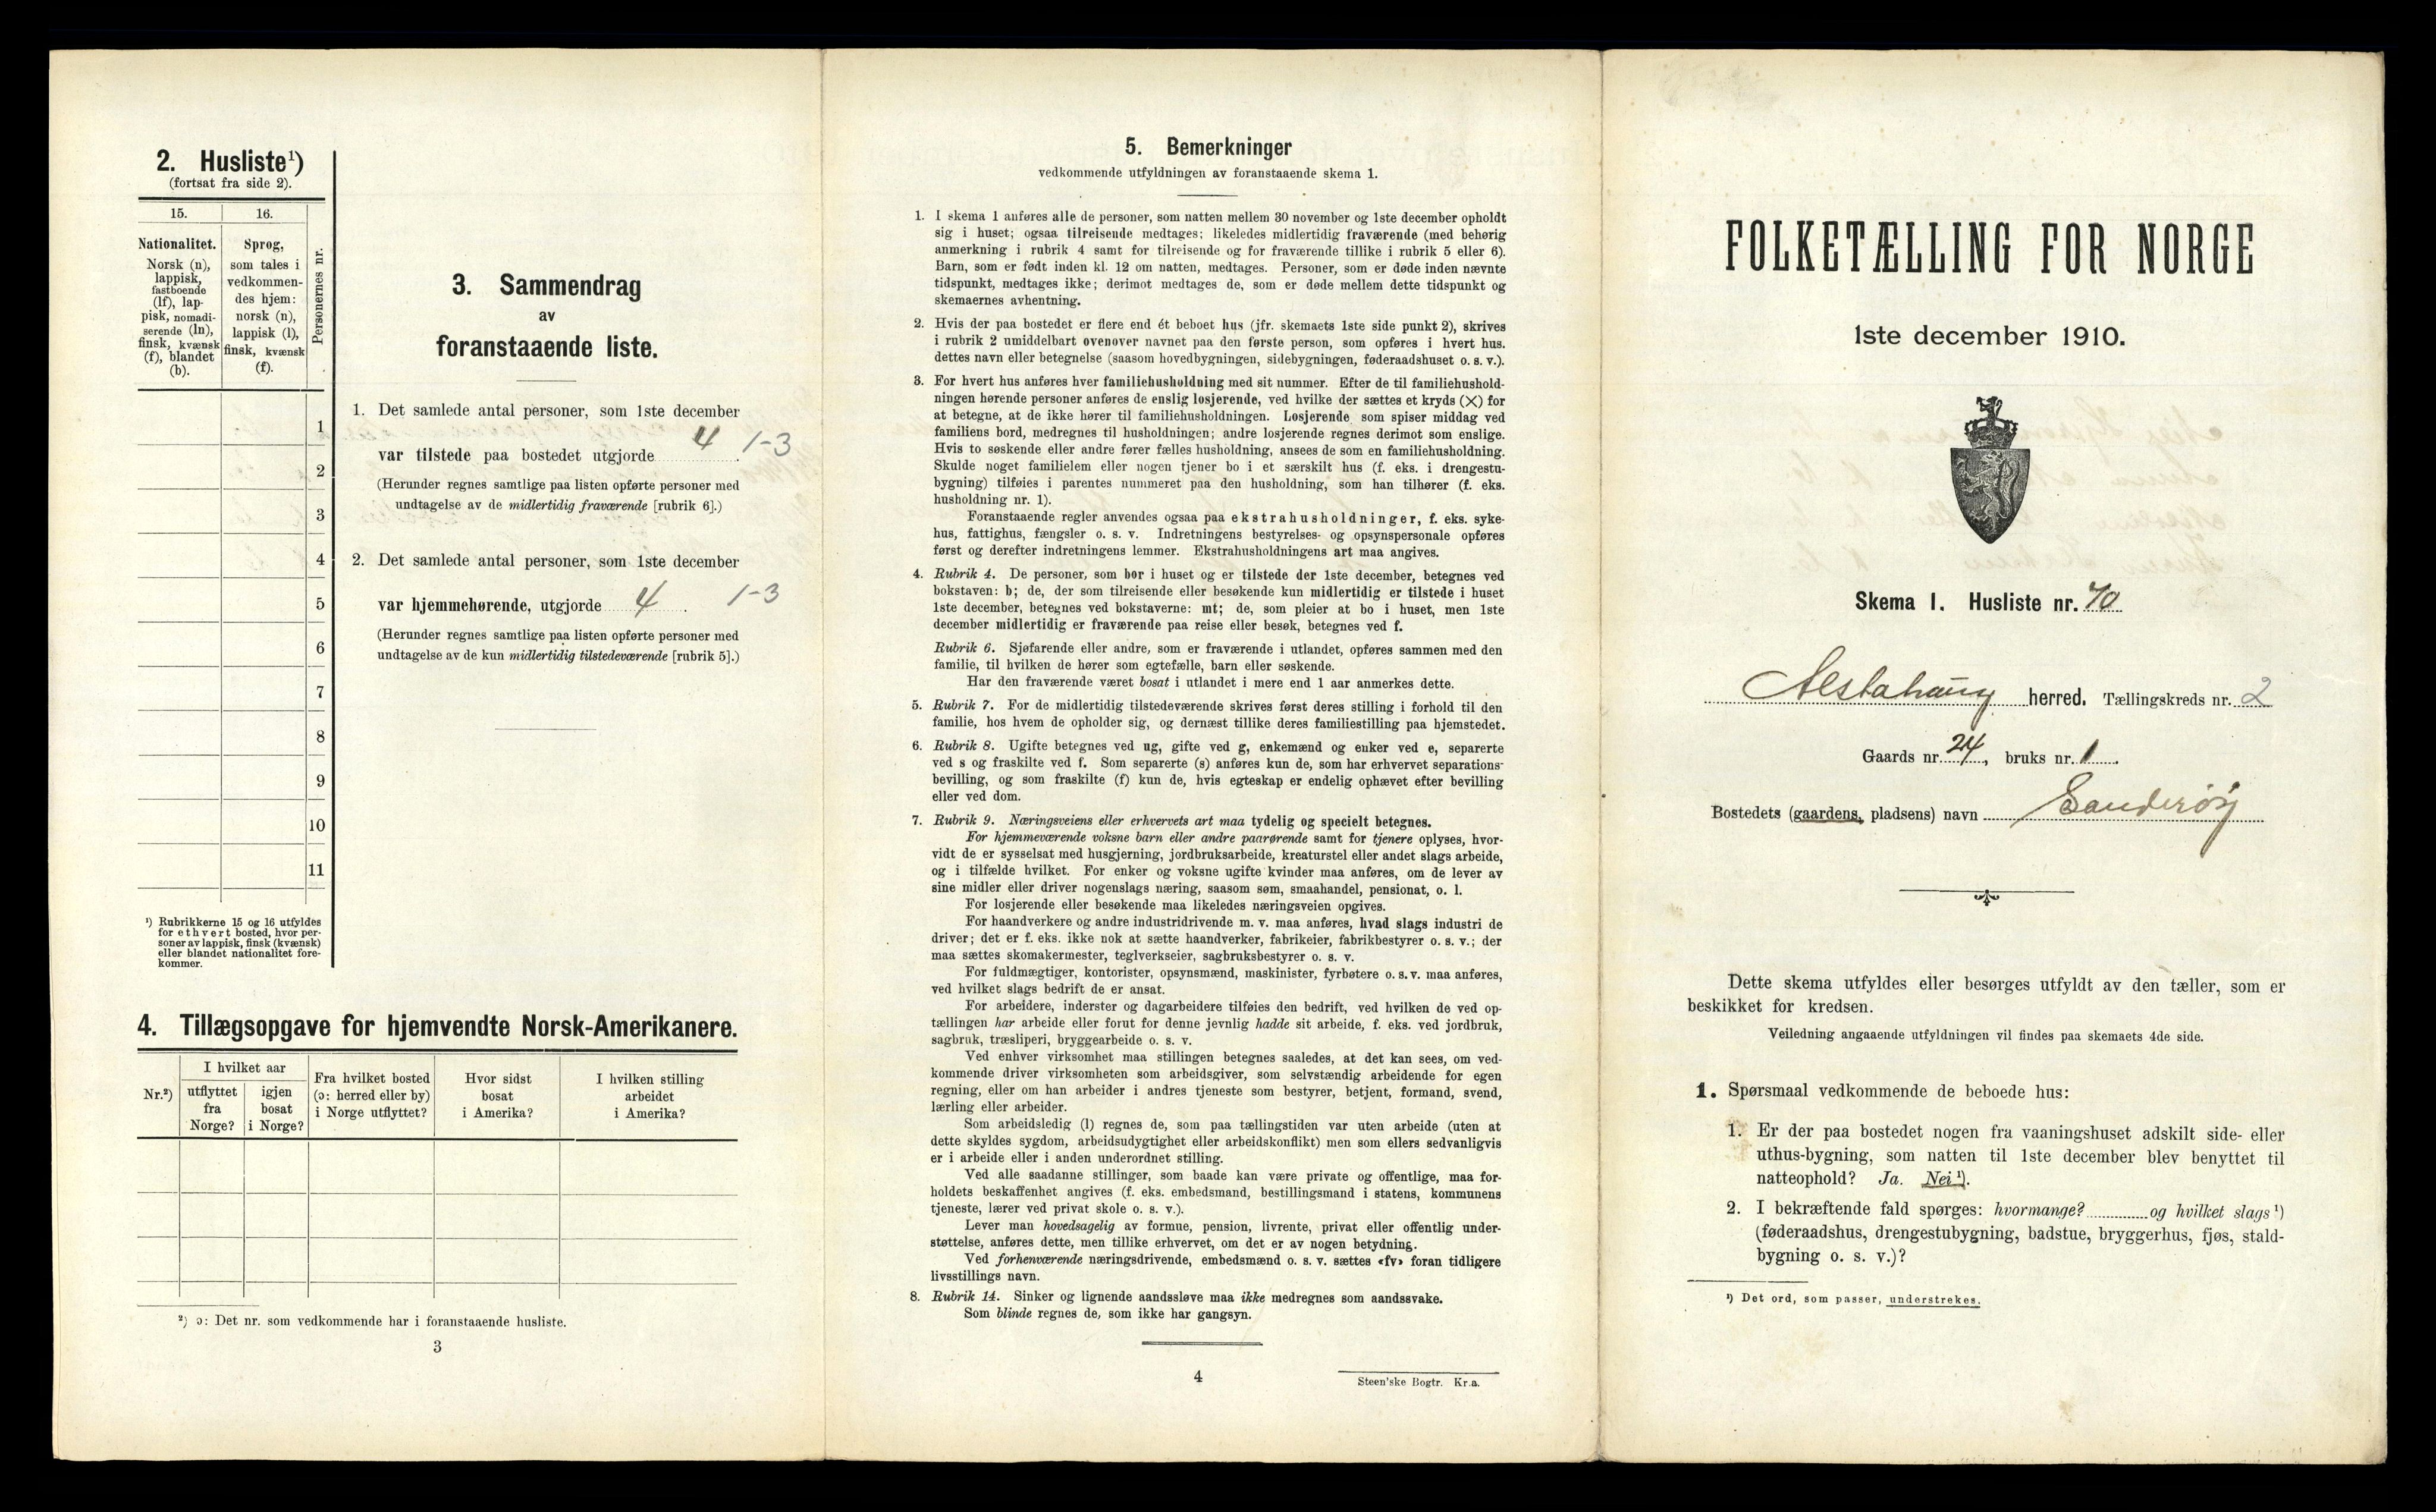 2. Husliste¹)
(fortsat fra side 2).
15.
16.
Personernes nr.
Nationalitet.
Norsk (n),
lappisk,
fastboende
(lf), lap-
pisk, nomadi-
serende (ln),
finsk, kvænsk
(f), blandet
(b).
Sprog,
som tales i
vedkommen-
des hjem:
norsk (n),
lappisk (l),
finsk, kvænsk
(f).
1
2
3
4
5
6
7
8
9
10
11
¹) Rubrikkerne 15 og 16 utfyldes
for ethvert bosted, hvor per-
soner av lappisk, finsk (kvænsk)
eller blandet nationalitet fore-
kommer.
3. Sammendrag
av
foranstaaende liste.
1. Det samlede antal personer, som 1ste december
var tilstede paa bostedet utgjorde 4. 1-3
(Herunder regnes samtlige paa listen opførte personer med
undtagelse av de midlertidig fraværende [rubrik 6].)
2. Det samlede antal personer, som 1ste december
var hjemmehørende, utgjorde 4. 1-3
(Herunder regnes samtlige paa listen opførte personer med
undtagelse av de kun midlertidig tilstedeværende [rubrik 5].)
4. Tillægsopgave for hjemvendte Norsk-Amerikanere.
Nr.²)
I hvilket aar
utflyttet
fra
Norge?
igjen
bosat
i Norge?
Fra hvilket bosted
(ɔ: herred eller by)
i Norge utflyttet?
Hvor sidst
bosat
i Amerika?
I hvilken stilling
arbeidet
i Amerika?
²) ɔ: Det nr. som vedkommende har i foranstaaende husliste.
3
5. Bemerkninger
vedkommende utfyldningen av foranstaaende skema 1.
1. I skema 1 anføres alle de personer, som natten mellem 30 november og 1ste december opholdt
sig i huset; ogsaa tilreisende medtages; likeledes midlertidig fraværende (med behørig
anmerkning i rubrik 4 samt for tilreisende og for fraværende tillike i rubrik 5 eller 6).
Barn, som er født inden kl. 12 om natten, medtages. Personer, som er døde inden nævnte
tidspunkt, medtages ikke; derimot medtages de, som er døde mellem dette tidspunkt og
skemaernes avhentning.
2. Hvis der paa bostedet er flere end ét beboet hus (jfr. skemaets 1ste side punkt 2), skrives
i rubrik 2 umiddelbart ovenover navnet paa den første person, som opføres i hvert hus.
dettes navn eller betegnelse (saasom hovedbygningen, sidebygningen, føderaadshuset o. s. v.).
3. For hvert hus anføres hver familiehusholdning med sit nummer. Efter de til familiehushold-
ningen hørende personer anføres de enslig losjerende, ved hvilke der sættes et kryds (×) for
at betegne, at de ikke hører til familiehusholdningen. Losjerende som spiser middag ved
familiens bord, medregnes til husholdningen; andre losjerende regnes derimot som enslige.
Hvis to søskende eller andre fører fælles husholdning, ansees de som en familiehusholdning.
Skulde noget familielem eller nogen tjener bo i et særskilt hus (f. eks. i drengestu-
bygning) tilføies i parentes nummeret paa den husholdning, som han tilhører (f. eks.
husholdning nr. 1).
Foranstaaende regler anvendes ogsaa paa ekstrahusholdninger, f. eks. syke-
hus, fattighus, fængsler o. s. v. Indretningens bestyrelses- og opsynspersonale opføres
først og derefter indretningens lemmer. Ekstrahusholdningens art maa angives.
4. Rubrik 4. De personer, som bor i huset og er tilstede der 1ste december, betegnes ved
bokstaven: b; de, der som tilreisende eller besøkende kun midlertidig er tilstede i huset
1ste december, betegnes ved bokstaverne: mt; de, som pleier at bo i huset, men 1ste
december midlertidig er fraværende paa reise eller besøk, betegnes ved f.
Rubrik 6. Sjøfarende eller andre, som er fraværende i utlandet, opføres sammen med den
familie, til hvilken de hører som egtefælle, barn eller søskende.
Har den fraværende været bosat i utlandet i mere end 1 aar anmerkes dette.
5. Rubrik 7. For de midlertidig tilstedeværende skrives først deres stilling i forhold til den
familie, hos hvem de opholder sig, og dernæst tillike deres familiestilling paa hjemstedet.
6. Rubrik 8. Ugifte betegnes ved ug, gifte ved g, enkemænd og enker ved e, separerte
ved s og fraskilte ved f. Som separerte (s) anføres kun de, som har erhvervet separations-
bevilling, og som fraskilte (f) kun de, hvis egteskap er endelig ophævet efter bevilling
eller ved dom.
7. Rubrik 9. Næringsveiens eller erhvervets art maa tydelig og specielt betegnes.
For hjemmeværende voksne barn eller andre paarørende samt for tjenere oplyses, hvor-
vidt de er sysselsat med husgjerning, jordbruksarbeide, kreaturstel eller andet slags arbeide,
og i tilfælde hvilket. For enker og voksne ugifte kvinder maa anføres, om de lever av
sine midler eller driver nogenslags næring, saasom søm, smaahandel, pensionat, o. l.
For losjerende eller besøkende maa likeledes næringsveien opgives.
For haandverkere og andre industridrivende m. v. maa anføres, hvad slags industri de
driver; det er f. eks. ikke nok at sætte haandverker, fabrikeier, fabrikbestyrer o. s. v.; der
maa sættes skomakermester, teglverkseier, sagbruksbestyrer o. s. v.
For fuldmægtiger, kontorister, opsynsmænd, maskinister, fyrbøtere o. s. v. maa anføres,
ved hvilket slags bedrift de er ansat.
For arbeidere, inderster og dagarbeidere tilføies den bedrift, ved hvilken de ved op-
tællingen har arbeide eller forut for denne jevnlig hadde sit arbeide, f. eks. ved jordbruk,
sagbruk, træsliperi, bryggearbeide o. s. v.
Ved enhver virksomhet maa stillingen betegnes saaledes, at det kan sees, om ved-
kommende driver virksomheten som arbeidsgiver, som selvstændig arbeidende for egen
regning, eller om han arbeider i andres tjeneste som bestyrer, betjent, formand, svend,
lærling eller arbeider.
Som arbeidsledig (l) regnes de, som paa tællingstiden var uten arbeide (uten at
dette skyldes sygdom, arbeidsudygtighet eller arbeidskonflikt) men som ellers sedvanligvis
er i arbeide eller i anden underordnet stilling.
Ved alle saadanne stillinger, som baade kan være private og offentlige, maa for-
holdets beskaffenhet angives (f. eks. embedsmand, bestillingsmand i statens, kommunens
tjeneste, lærer ved privat skole o. s. v.).
Lever man hovedsagelig av formue, pension, livrente, privat eller offentlig under-
støttelse, anføres dette, men tillike erhvervet, om det er av nogen betydning.
Ved forhenværende næringsdrivende, embedsmænd o. s. v. sættes «fv» foran tidligere
livsstillings navn.
8. Rubrik 14. Sinker og lignende aandssløve maa ikke medregnes som aandssvake.
Som blinde regnes de, som ikke har gangsyn.
4
Steen'ske Bogtr. Kr.a.
FOLKETÆLLING FOR NORGE
1ste december 1910.
Skema 1. Husliste nr. 70
Alstahaug herred. Tællingskreds nr. 2
Gaards nr. 24, bruks nr. 1.
Bostedets (gaardens, pladsens) navn Sanderöy
Dette skema utfyldes eller besørges utfyldt av den tæller, som er
beskikket for kredsen.
Veiledning angaaende utfyldningen vil findes paa skemaets 4de side.
1. Spørsmaal vedkommende de beboede hus:
1. Er der paa bostedet nogen fra vaaningshuset adskilt side- eller
uthus-bygning, som natten til 1ste december blev benyttet til
natteophold? Ja. Nei¹).
2. I bekræftende fald spørges: hvormange? og hvilket slags¹)
(føderaadshus, drengestubygning, badstue, bryggerhus, fjøs, stald-
bygning o. s. v.)?
¹) Det ord, som passer, understrekes.